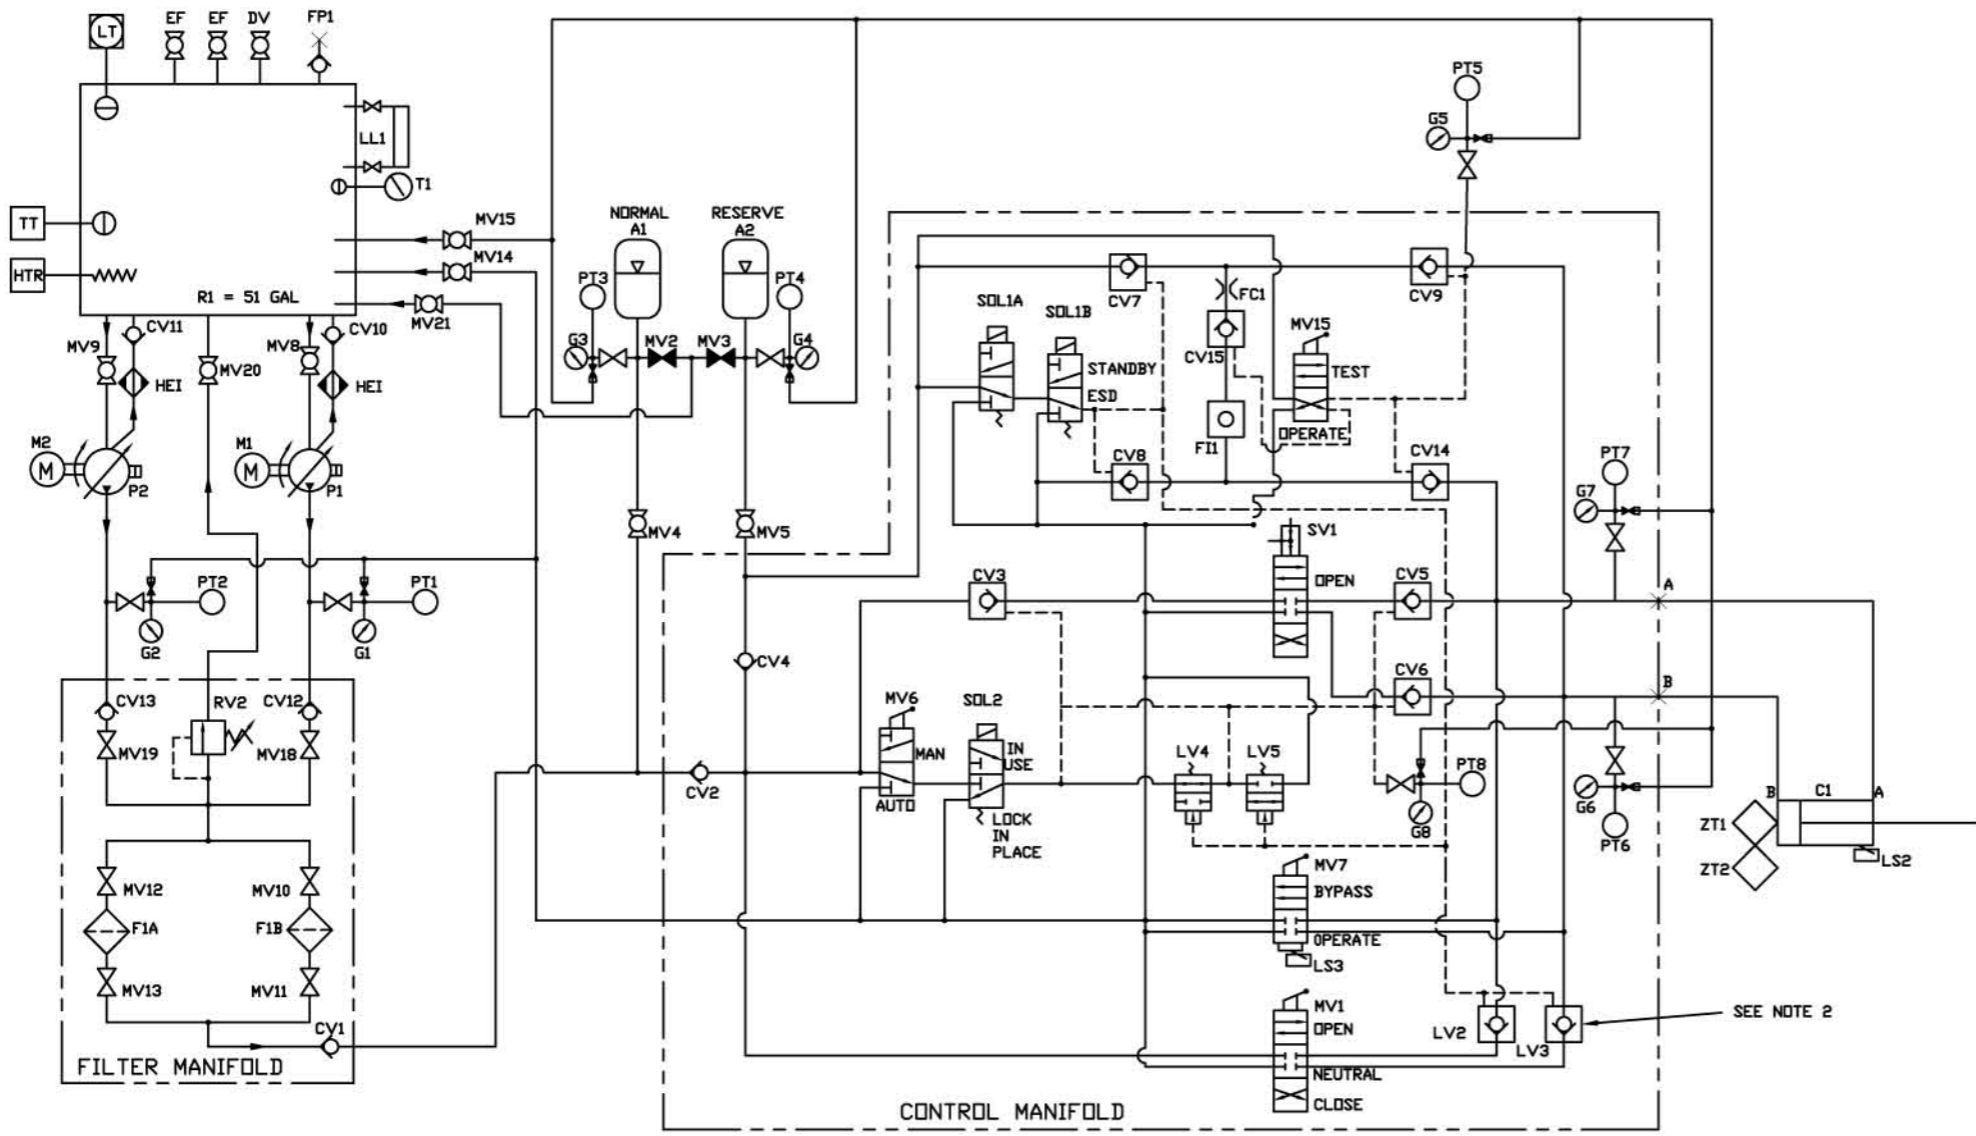 LT
EF
EF
DV
FP1
LL1
T1
TT
HTR
R1 = 51 GAL
MV15
MV14
MV21
NORMAL
A1
RESERVE
A2
PT3
PT4
G3
MV2
MV3
G4
CV11
CV10
MV9
MV20
MV8
HEI
HEI
M2
M
P2
M1
M
P1
MV4
MV5
PT2
G2
PT1
G1
CV13
RV2
CV12
MV19
MV18
MV12
MV10
F1A
F1B
MV13
MV11
CV1
FILTER MANIFOLD
PT5
G5
CV7
FC1
CV9
SOL1A
SOL1B
STANDBY
ESD
CV15
MV15
TEST
OPERATE
FI1
CV8
CV14
PT7
G7
SV1
OPEN
CV3
CV5
A
CV4
CV6
B
MV6
MAN
AUTO
SOL2
IN
USE
LOCK
IN
PLACE
CV2
LV4
LV5
PT8
G8
G6
PT6
B
C1
A
ZT1
ZT2
LS2
MV7
BYPASS
OPERATE
LS3
MV1
OPEN
NEUTRAL
CLOSE
LV2
LV3
SEE NOTE 2
CONTROL MANIFOLD